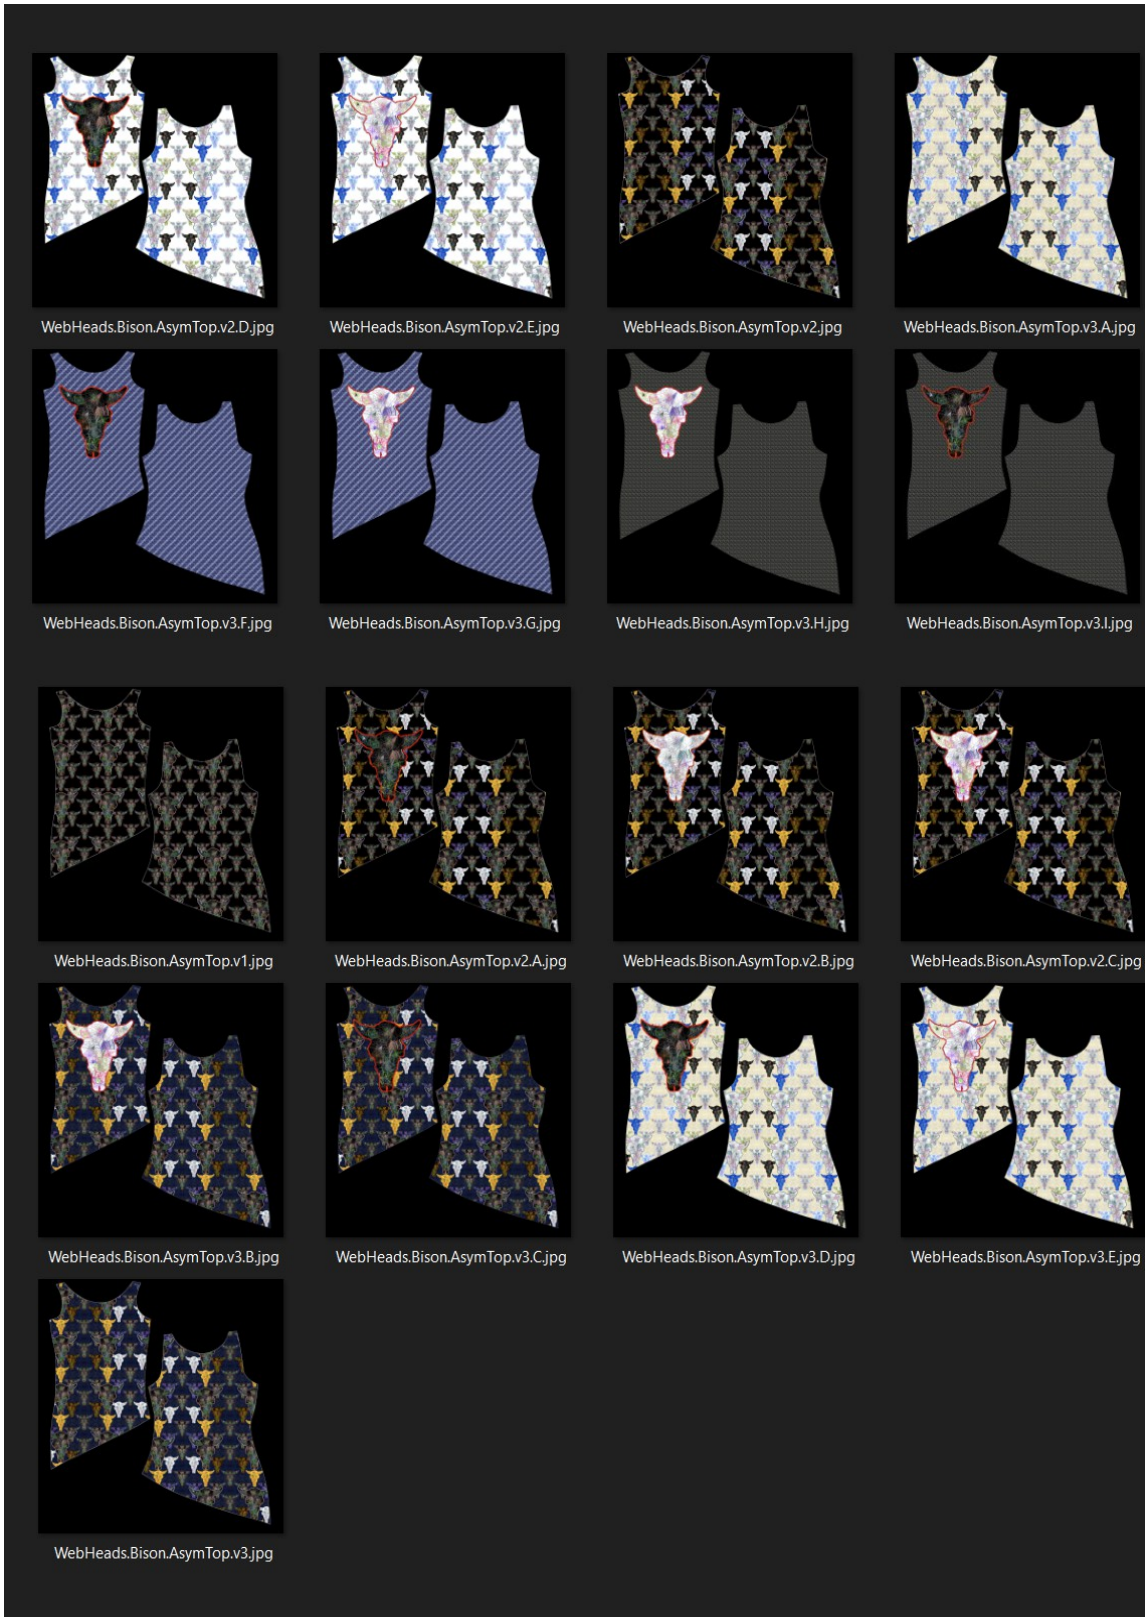 WebHeads.Bison.AsymTop.v2.D.jpg
WebHeads.Bison.AsymTop.v2.E.jpg
WebHeads.Bison.AsymTop.v2.jpg
WebHeads.Bison.AsymTop.v3.A.jpg
WebHeads.Bison.AsymTop.v3.F.jpg
WebHeads.Bison.AsymTop.v3.G.jpg
WebHeads.Bison.AsymTop.v3.H.jpg
WebHeads.Bison.AsymTop.v3.I.jpg
WebHeads.Bison.AsymTop.v1.jpg
WebHeads.Bison.AsymTop.v2.A.jpg
WebHeads.Bison.AsymTop.v2.B.jpg
WebHeads.Bison.AsymTop.v2.C.jpg
WebHeads.Bison.AsymTop.v3.B.jpg
WebHeads.Bison.AsymTop.v3.C.jpg
WebHeads.Bison.AsymTop.v3.D.jpg
WebHeads.Bison.AsymTop.v3.E.jpg
WebHeads.Bison.AsymTop.v3.jpg